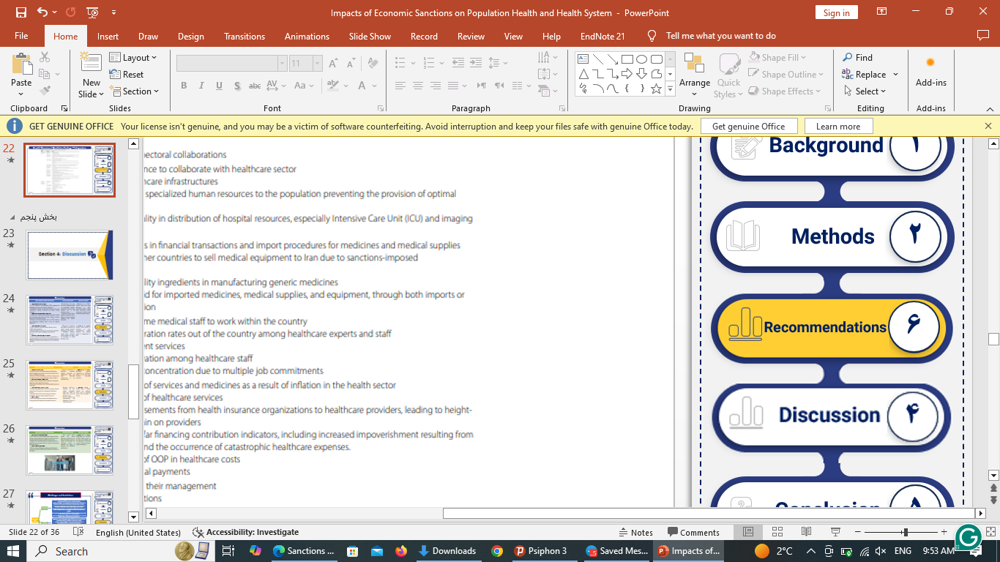 Impacts of Economic Sanctions on Population Health and Health System - PowerPoint
Sign in
File
Home
Insert
Draw
Design
Transitions
Animations
Slide Show
Record
Review
View
Help
EndNote 21
Tell me what you want to do
Paste
Clipboard
New
Slide
Layout
Reset
Section
Slides
11
B I U S abc AV Aa
A
Font
Paragraph
Arrange
Quick
Styles
Shape Fill
Shape Outline
Shape Effects
Drawing
Find
Replace
Select
Editing
Add-ins
Add-ins
GET GENUINE OFFICE Your license isn't genuine, and you may be a victim of software counterfeiting. Avoid interruption and keep your files safe with genuine Office today.
Get genuine Office
Learn more
22
بخش پنجم
23
Section 4: Discussion
24
25
26
27
ectoral collaborations
nce to collaborate with healthcare sector
ncare infrastructures
specialized human resources to the population preventing the provision of optimal
lity in distribution of hospital resources, especially Intensive Care Unit (ICU) and imaging
s in financial transactions and import procedures for medicines and medical supplies
her countries to sell medical equipment to Iran due to sanctions-imposed
lity ingredients in manufacturing generic medicines
d for imported medicines, medical supplies, and equipment, through both imports or
ion
me medical staff to work within the country
ration rates out of the country among healthcare experts and staff
ent services
ation among healthcare staff
concentration due to multiple job commitments
of services and medicines as a result of inflation in the health sector
of healthcare services
sements from health insurance organizations to healthcare providers, leading to height-
in on providers
far financing contribution indicators, including increased impoverishment resulting from
nd the occurrence of catastrophic healthcare expenses.
of OOP in healthcare costs
al payments
their management
tions
Background ۱
Methods ۲
Recommendations ۶
Discussion ۴
Conclusion ۵
Slide 22 of 36
English (United States)
Accessibility: Investigate
Notes
Comments
Search
Sanctions ...
Downloads
Psiphon 3
Saved Mes...
Impacts of...
2°C
ENG
9:53 AM